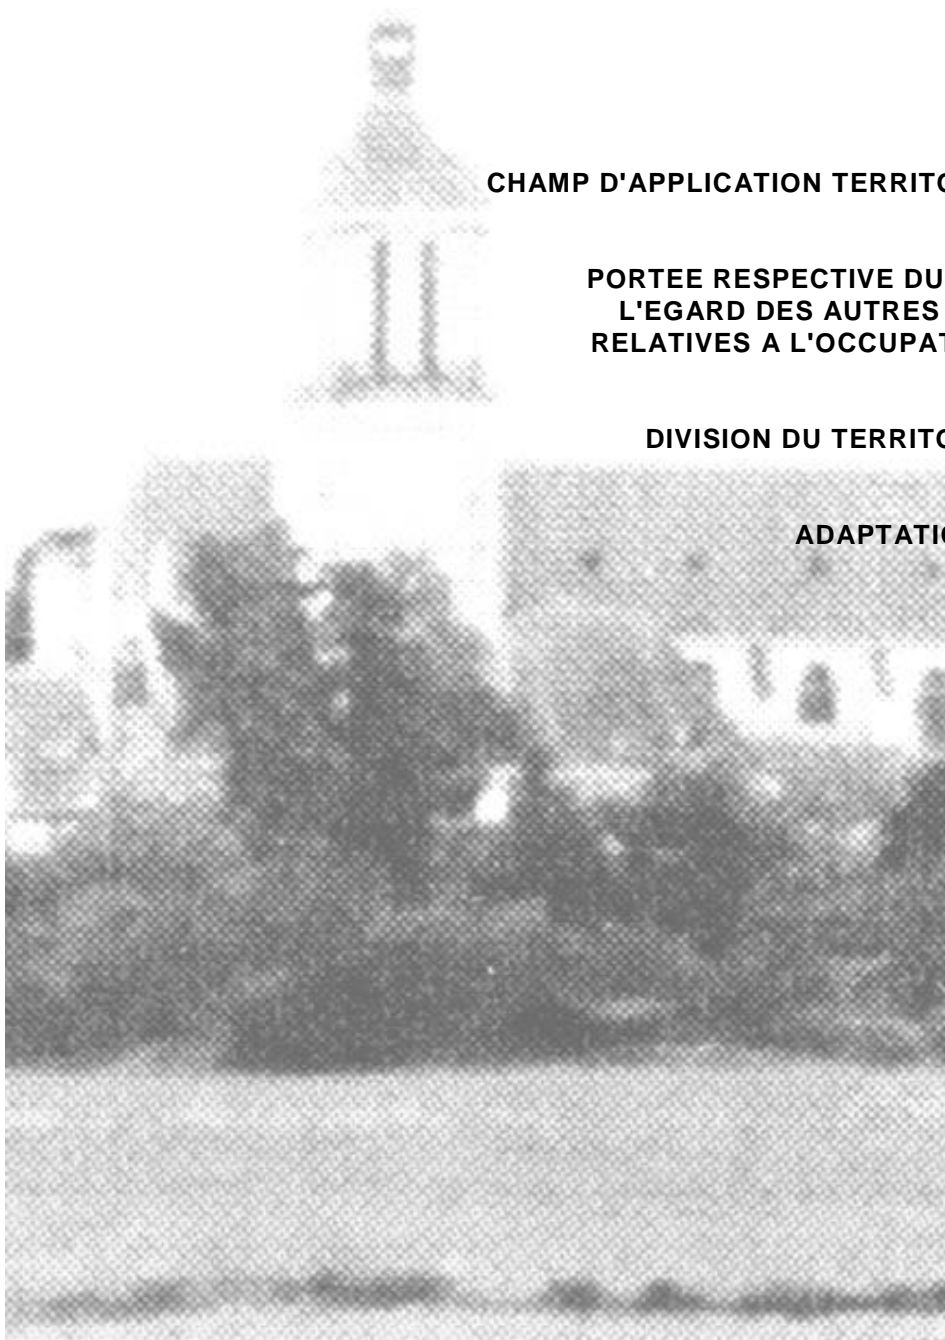 CHAMP D'APPLICATION TERRITO
PORTEE RESPECTIVE DU
L'EGARD DES AUTRES
RELATIVES A L'OCCUPAT
DIVISION DU TERRITO
ADAPTATIO